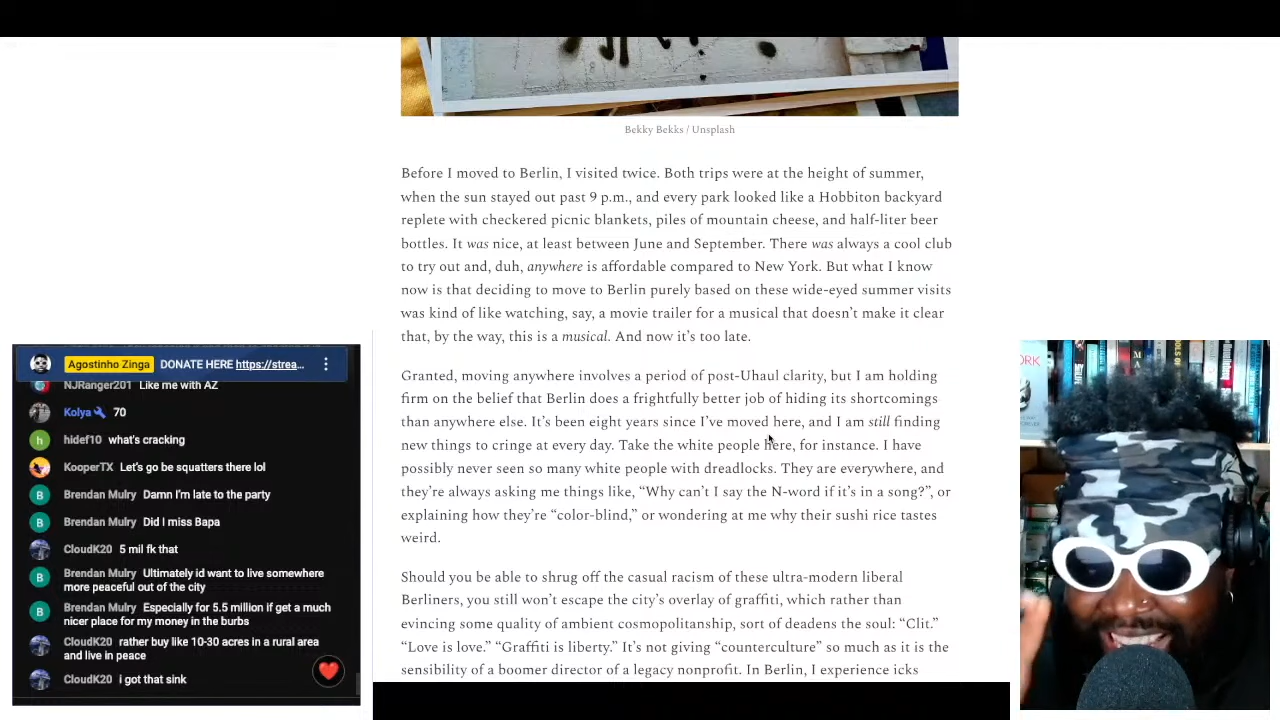 Bekky Bekks / Unsplash
Before I moved to Berlin, I visited twice. Both trips were at the height of summer,
when the sun stayed out past 9 p.m., and every park looked like a Hobbiton backyard
replete with checkered picnic blankets, piles of mountain cheese, and half-liter beer
bottles. It was nice, at least between June and September. There was always a cool club
to try out and, duh, anywhere is affordable compared to New York. But what I know
now is that deciding to move to Berlin purely based on these wide-eyed summer visits
was kind of like watching, say, a movie trailer for a musical that doesn’t make it clear
that, by the way, this is a musical. And now it’s too late.
Granted, moving anywhere involves a period of post-Uhaul clarity, but I am holding
firm on the belief that Berlin does a frightfully better job of hiding its shortcomings
than anywhere else. It’s been eight years since I’ve moved here, and I am still finding
new things to cringe at every day. Take the white people here, for instance. I have
possibly never seen so many white people with dreadlocks. They are everywhere, and
they’re always asking me things like, “Why can’t I say the N-word if it’s in a song?”, or
explaining how they’re “color-blind,” or wondering at me why their sushi rice tastes
weird.
Should you be able to shrug off the casual racism of these ultra-modern liberal
Berliners, you still won’t escape the city’s overlay of graffiti, which rather than
evincing some quality of ambient cosmopolitanship, sort of deadens the soul: “Clit.”
“Love is love.” “Graffiti is liberty.” It’s not giving “counterculture” so much as it is the
sensibility of a boomer director of a legacy nonprofit. In Berlin, I experience icks
Agostinho Zinga DONATE HERE https://strea...
NJRanger201 Like me with AZ
Kolya 70
h hidef10 what's cracking
KooperTX Let's go be squatters there lol
B Brendan Mulry Damn I'm late to the party
B Brendan Mulry Did I miss Bapa
CloudK20 5 mil fk that
B Brendan Mulry Ultimately id want to live somewhere
more peaceful out of the city
B Brendan Mulry Especially for 5.5 million if get a much
nicer place for my money in the burbs
CloudK20 rather buy like 10-30 acres in a rural area
and live in peace
CloudK20 i got that sink